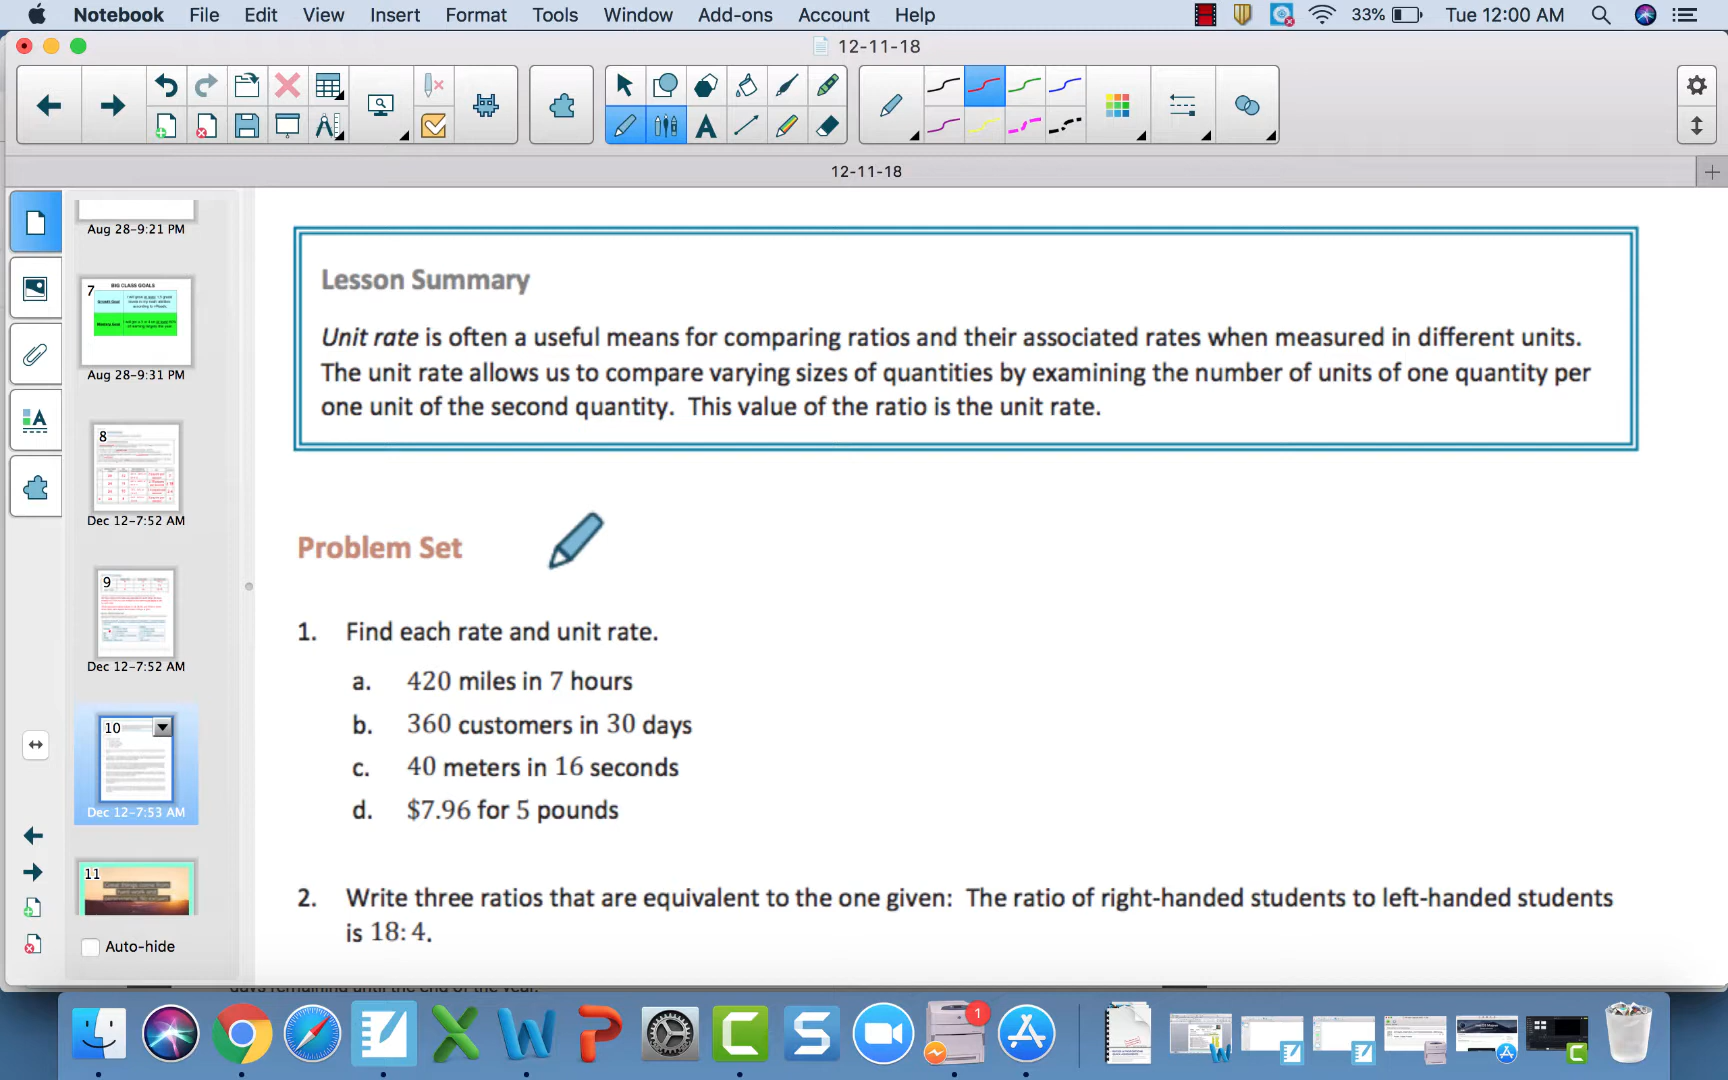 Notebook File Edit View Insert Format Tools Window Add-ons Account Help 33% Tue 12:00 AM
12-11-18
12-11-18
Aug 28-9:21 PM
7
BIG CLASS GOALS
Aug 28-9:31 PM
8
Dec 12-7:52 AM
9
Dec 12-7:52 AM
10
Dec 12-7:53 AM
11
Auto-hide
Lesson Summary
Unit rate is often a useful means for comparing ratios and their associated rates when measured in different units.
The unit rate allows us to compare varying sizes of quantities by examining the number of units of one quantity per
one unit of the second quantity. This value of the ratio is the unit rate.
Problem Set
1. Find each rate and unit rate.
a. 420 miles in 7 hours
b. 360 customers in 30 days
c. 40 meters in 16 seconds
d. $7.96 for 5 pounds
2. Write three ratios that are equivalent to the one given: The ratio of right-handed students to left-handed students
is 18:4.
1